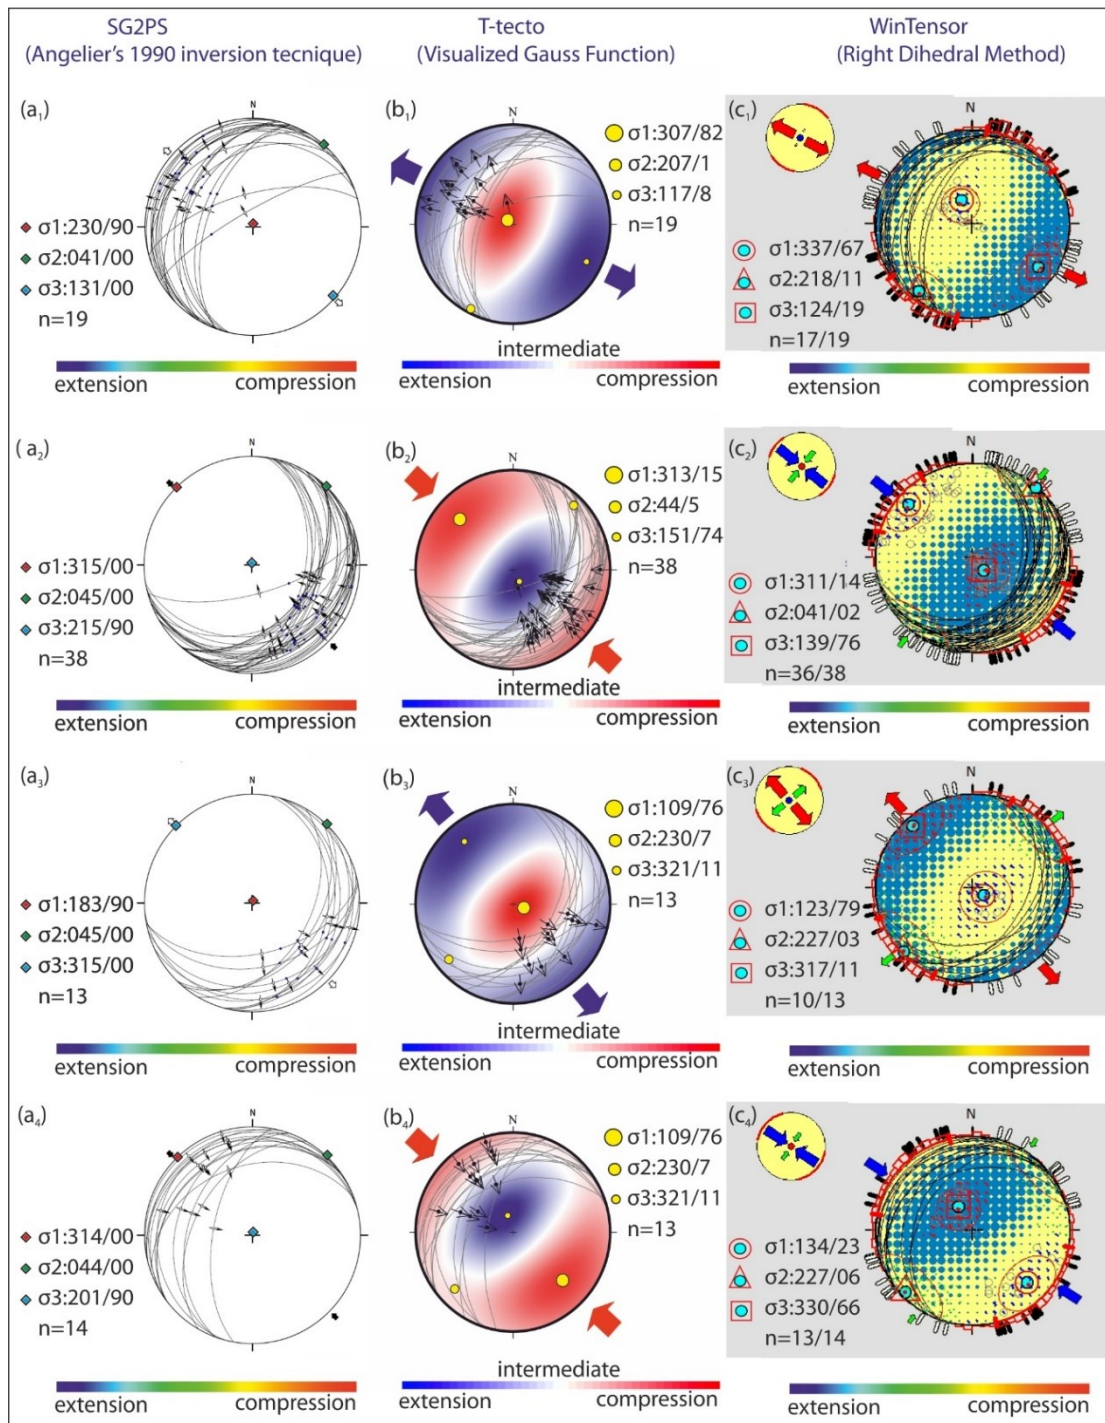 SG2PS
(Angelier's 1990 inversion tecnique)
T-tecto
(Visualized Gauss Function)
WinTensor
(Right Dihedral Method)
(a1)
N
σ1:230/90
σ2:041/00
σ3:131/00
n=19
extension compression
(b1)
N
σ1:307/82
σ2:207/1
σ3:117/8
n=19
intermediate
extension compression
(c1)
N
σ1:337/67
σ2:218/11
σ3:124/19
n=17/19
extension compression
( a2)
N
σ1:315/00
σ2:045/00
σ3:215/90
n=38
extension compression
(b2)
N
σ1:313/15
σ2:44/5
σ3:151/74
n=38
intermediate
extension compression
(c2)
N
σ1:311/14
σ2:041/02
σ3:139/76
n=36/38
extension compression
(a3)
N
σ1:183/90
σ2:045/00
σ3:315/00
n=13
extension compression
(b3)
N
σ1:109/76
σ2:230/7
σ3:321/11
n=13
intermediate
extension compression
(c3)
N
σ1:123/79
σ2:227/03
σ3:317/11
n=10/13
extension compression
(a4)
N
σ1:314/00
σ2:044/00
σ3:201/90
n=14
extension compression
(b4)
N
σ1:109/76
σ2:230/7
σ3:321/11
n=13
intermediate
extension compression
(c4)
N
σ1:134/23
σ2:227/06
σ3:330/66
n=13/14
extension compression